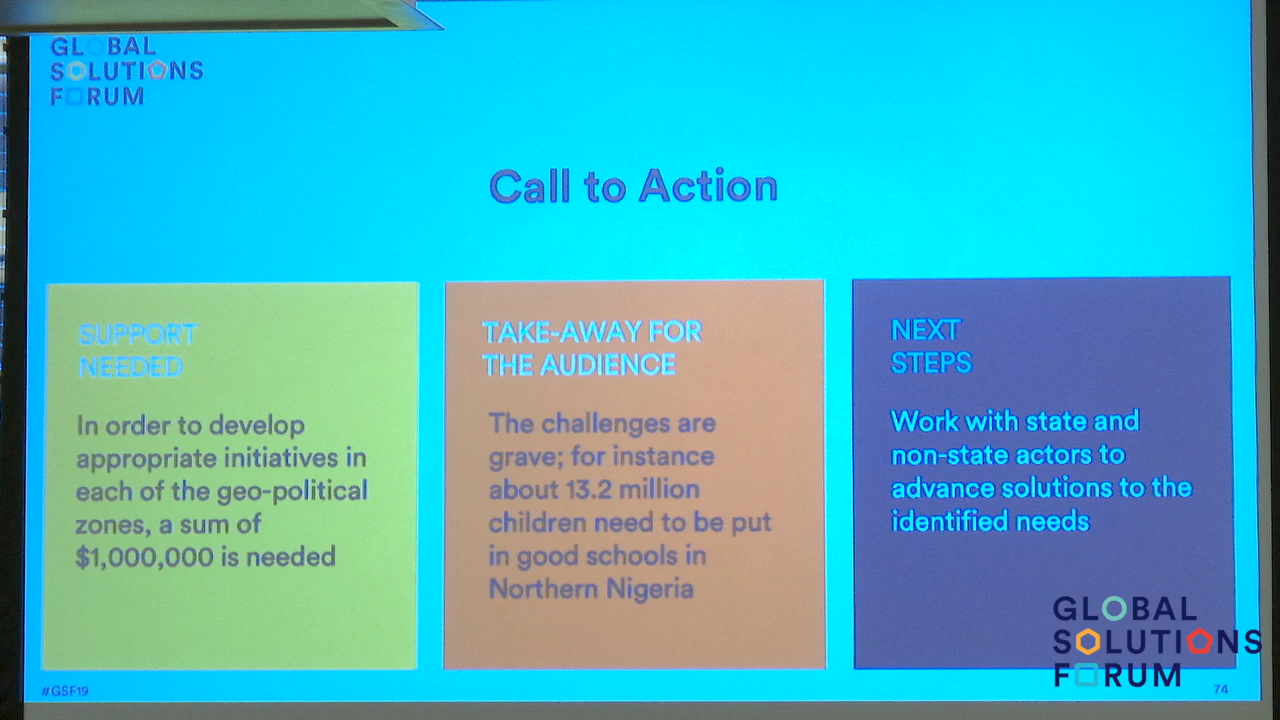 GLOBAL
SOLUTIONS
FORUM
Call to Action
SUPPORT
NEEDED
In order to develop
appropriate initiatives in
each of the geo-political
zones, a sum of
$1,000,000 is needed
TAKE-AWAY FOR
THE AUDIENCE
The challenges are
grave; for instance
about 13.2 million
children need to be put
in good schools in
Northern Nigeria
NEXT
STEPS
Work with state and
non-state actors to
advance solutions to the
identified needs
GLOBAL
SOLUTIONS
FORUM
#GSF19
74